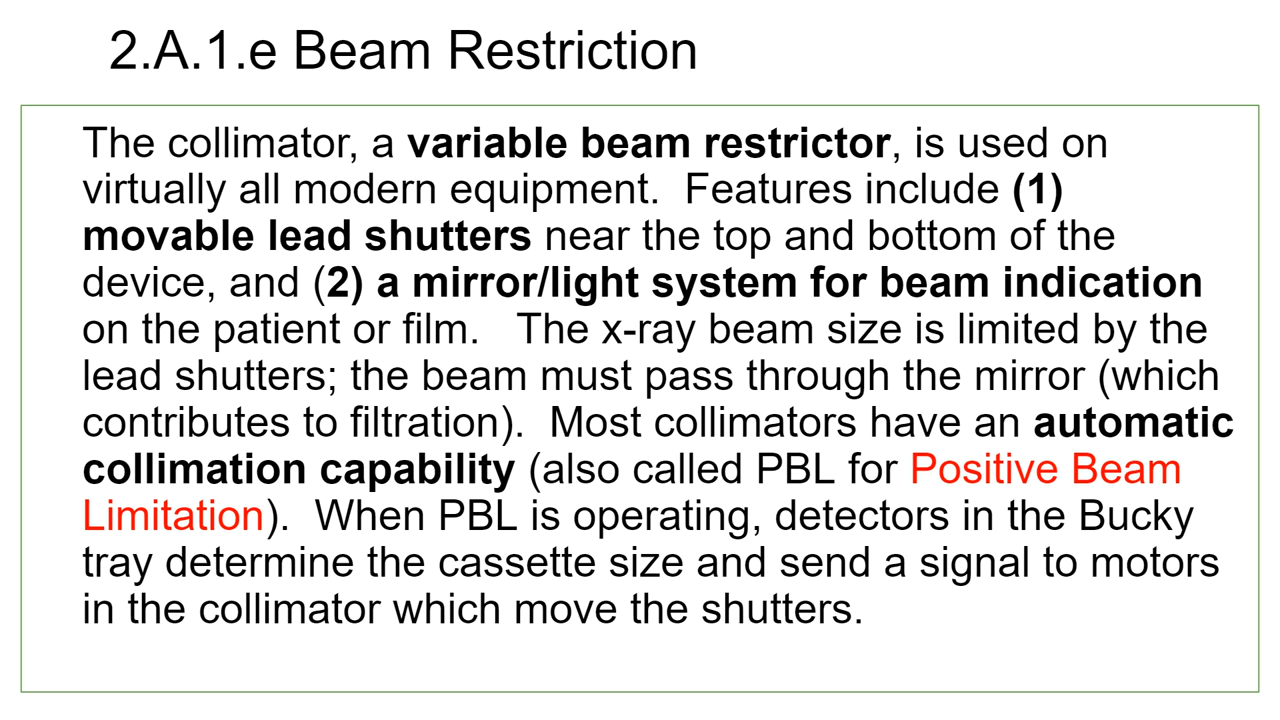 2.A.1.e Beam Restriction
The collimator, a variable beam restrictor, is used on
virtually all modern equipment.  Features include (1)
movable lead shutters near the top and bottom of the
device, and (2) a mirror/light system for beam indication
on the patient or film.   The x-ray beam size is limited by the
lead shutters; the beam must pass through the mirror (which
contributes to filtration).  Most collimators have an automatic
collimation capability (also called PBL for Positive Beam
Limitation).  When PBL is operating, detectors in the Bucky
tray determine the cassette size and send a signal to motors
in the collimator which move the shutters.